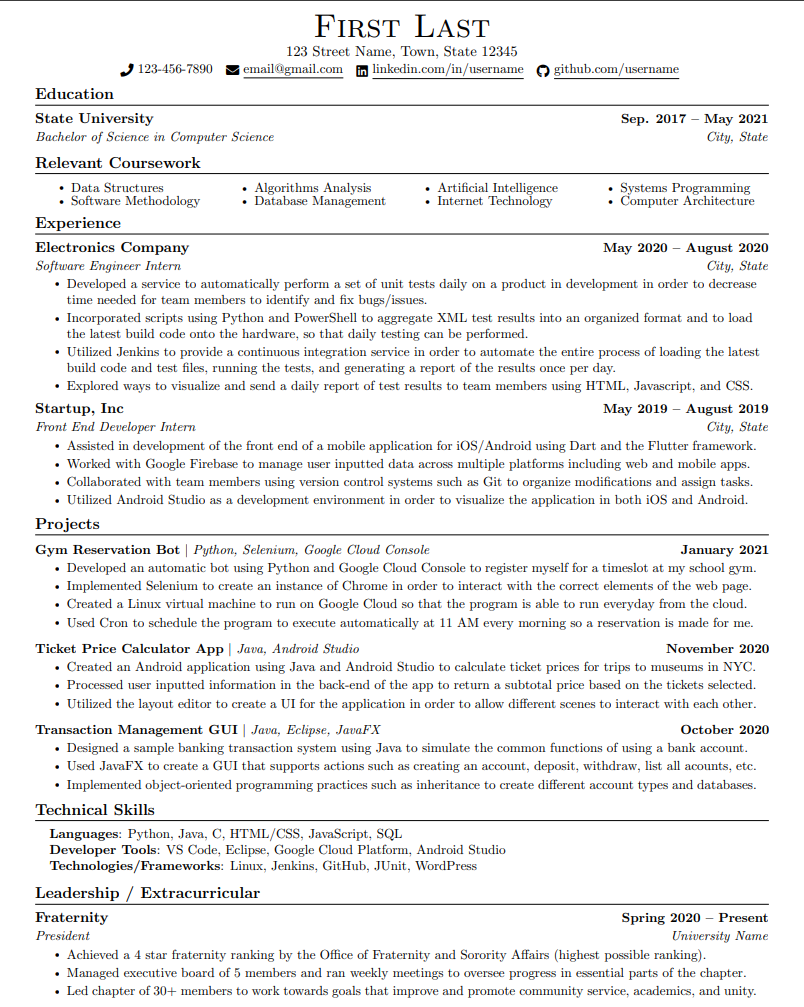 First Last
123 Street Name, Town, State 12345
123-456-7890 email@gmail.com linkedin.com/in/username github.com/username
Education
State University Sep. 2017 – May 2021
Bachelor of Science in Computer Science City, State
Relevant Coursework
• Data Structures • Algorithms Analysis • Artificial Intelligence • Systems Programming
• Software Methodology • Database Management • Internet Technology • Computer Architecture
Experience
Electronics Company May 2020 – August 2020
Software Engineer Intern City, State
• Developed a service to automatically perform a set of unit tests daily on a product in development in order to decrease
time needed for team members to identify and fix bugs/issues.
• Incorporated scripts using Python and PowerShell to aggregate XML test results into an organized format and to load
the latest build code onto the hardware, so that daily testing can be performed.
• Utilized Jenkins to provide a continuous integration service in order to automate the entire process of loading the latest
build code and test files, running the tests, and generating a report of the results once per day.
• Explored ways to visualize and send a daily report of test results to team members using HTML, Javascript, and CSS.
Startup, Inc May 2019 – August 2019
Front End Developer Intern City, State
• Assisted in development of the front end of a mobile application for iOS/Android using Dart and the Flutter framework.
• Worked with Google Firebase to manage user inputted data across multiple platforms including web and mobile apps.
• Collaborated with team members using version control systems such as Git to organize modifications and assign tasks.
• Utilized Android Studio as a development environment in order to visualize the application in both iOS and Android.
Projects
Gym Reservation Bot | Python, Selenium, Google Cloud Console January 2021
• Developed an automatic bot using Python and Google Cloud Console to register myself for a timeslot at my school gym.
• Implemented Selenium to create an instance of Chrome in order to interact with the correct elements of the web page.
• Created a Linux virtual machine to run on Google Cloud so that the program is able to run everyday from the cloud.
• Used Cron to schedule the program to execute automatically at 11 AM every morning so a reservation is made for me.
Ticket Price Calculator App | Java, Android Studio November 2020
• Created an Android application using Java and Android Studio to calculate ticket prices for trips to museums in NYC.
• Processed user inputted information in the back-end of the app to return a subtotal price based on the tickets selected.
• Utilized the layout editor to create a UI for the application in order to allow different scenes to interact with each other.
Transaction Management GUI | Java, Eclipse, JavaFX October 2020
• Designed a sample banking transaction system using Java to simulate the common functions of using a bank account.
• Used JavaFX to create a GUI that supports actions such as creating an account, deposit, withdraw, list all acounts, etc.
• Implemented object-oriented programming practices such as inheritance to create different account types and databases.
Technical Skills
Languages: Python, Java, C, HTML/CSS, JavaScript, SQL
Developer Tools: VS Code, Eclipse, Google Cloud Platform, Android Studio
Technologies/Frameworks: Linux, Jenkins, GitHub, JUnit, WordPress
Leadership / Extracurricular
Fraternity Spring 2020 – Present
President University Name
• Achieved a 4 star fraternity ranking by the Office of Fraternity and Sorority Affairs (highest possible ranking).
• Managed executive board of 5 members and ran weekly meetings to oversee progress in essential parts of the chapter.
• Led chapter of 30+ members to work towards goals that improve and promote community service, academics, and unity.